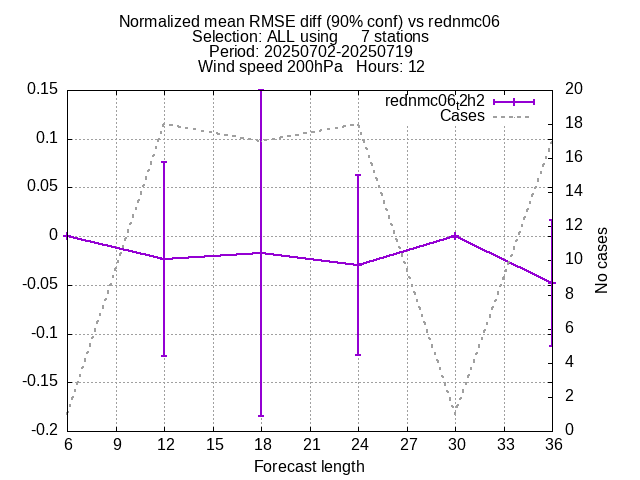 Normalized mean RMSE diff (90% conf) vs rednmc06
Selection: ALL using 7 stations
Period: 20250702-20250719
Wind speed 200hPa Hours: 12
rednmc06,2h2
Cases
0.15
0.1
0.05
0
-0.05
-0.1
-0.15
-0.2
20
18
16
14
12
10
8
6
4
2
0
No cases
6 9 12 15 18 21 24 27 30 33 36
Forecast length